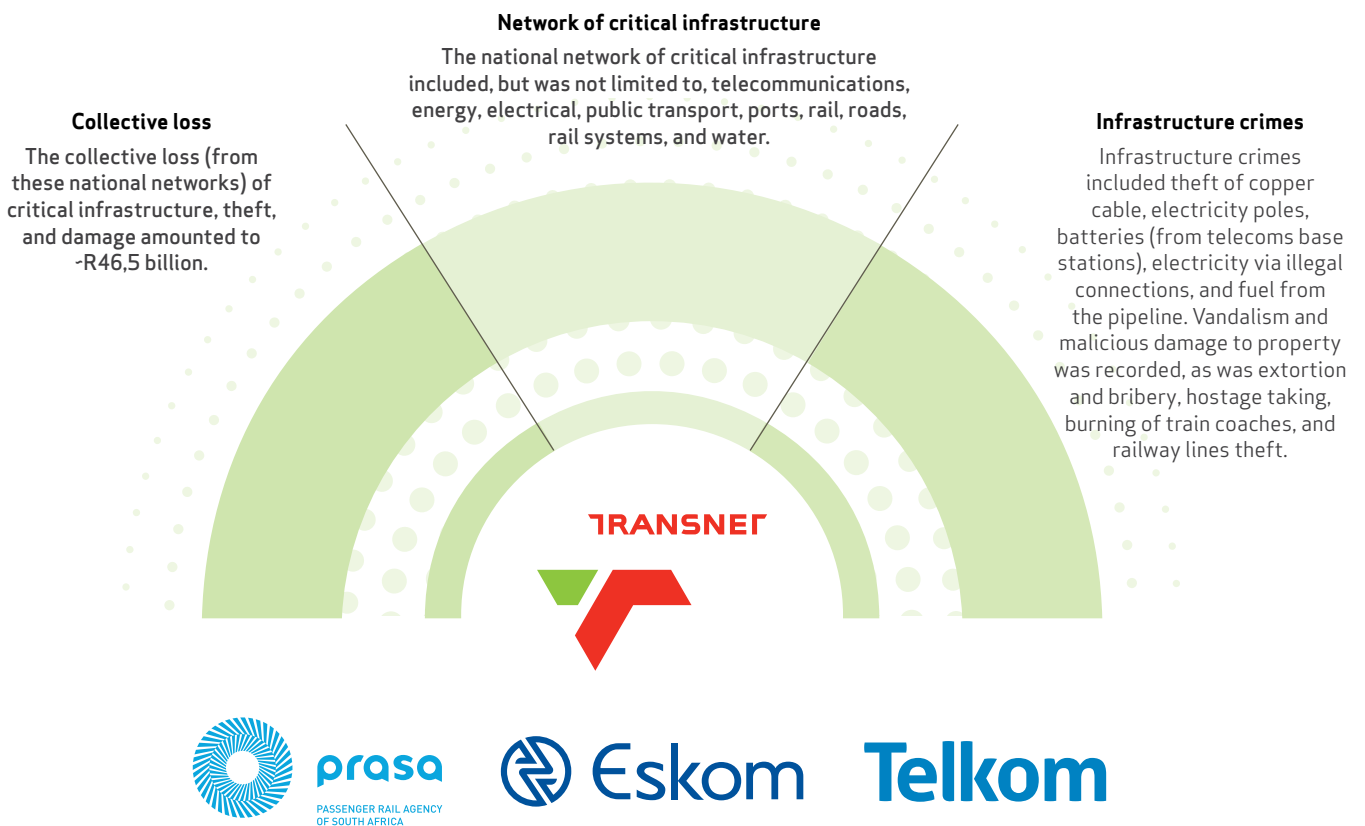 Network of critical infrastructure
The national network of critical infrastructure
included, but was not limited to, telecommunications,
energy, electrical, public transport, ports, rail, roads,
rail systems, and water.
Collective loss
The collective loss (from
these national networks) of
critical infrastructure, theft,
and damage amounted to
~R46,5 billion.
Infrastructure crimes
Infrastructure crimes
included theft of copper
cable, electricity poles,
batteries (from telecoms base
stations), electricity via illegal
connections, and fuel from
the pipeline. Vandalism and
malicious damage to property
was recorded, as was extortion
and bribery, hostage taking,
burning of train coaches, and
railway lines theft.
TRANSNET
prasa
PASSENGER RAIL AGENCY
OF SOUTH AFRICA
Eskom
Telkom